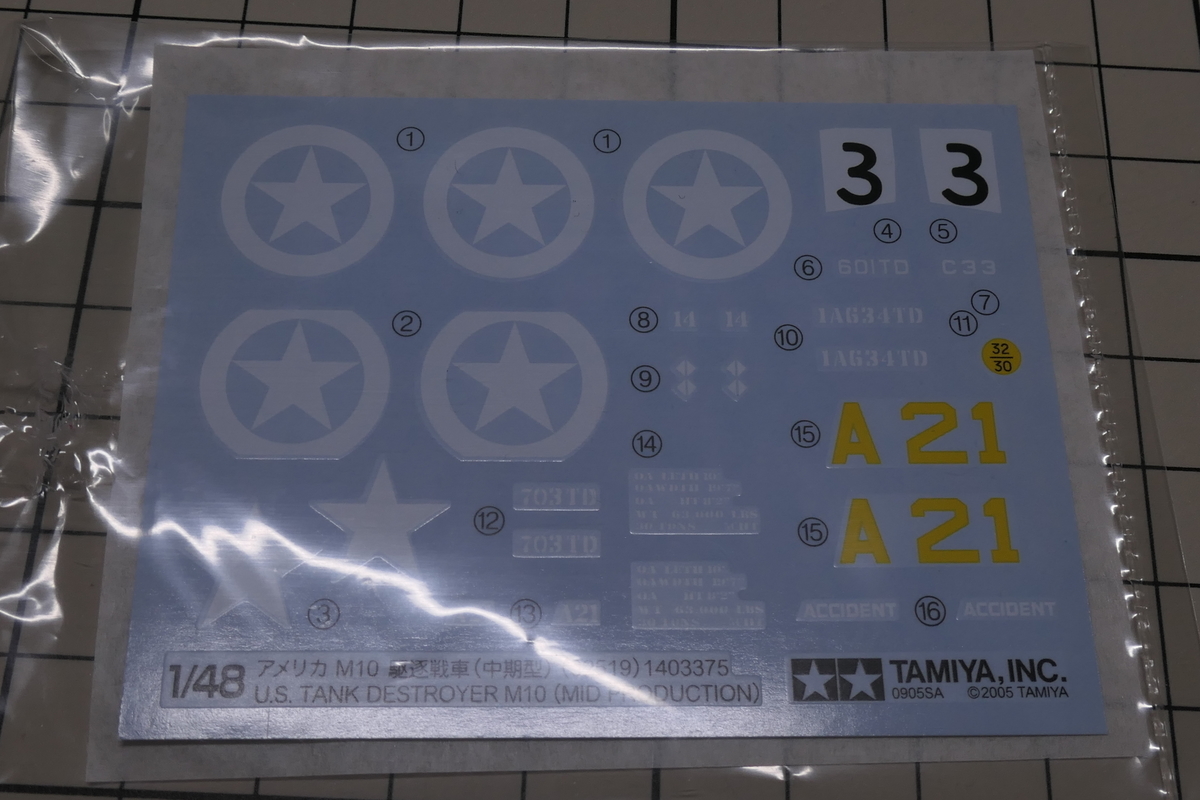 ① ① 3 3
④ ⑤
⑥ 601TD C33
⑦
② ⑧ 14 14 ⑩ 1A634TD ⑪
1A634TD 32
30
⑨
⑭ ⑮ A 21
703TD
⑫
703TD
⑮ A 21
③ ⑬ A21 ACCIDENT ⑯ ACCIDENT
1/48 アメリカ M10 駆逐戦車(中期型) 1403375
U.S. TANK DESTROYER M10 (MID PRODUCTION)
TAMIYA, INC.
0905SA ©2005 TAMIYA